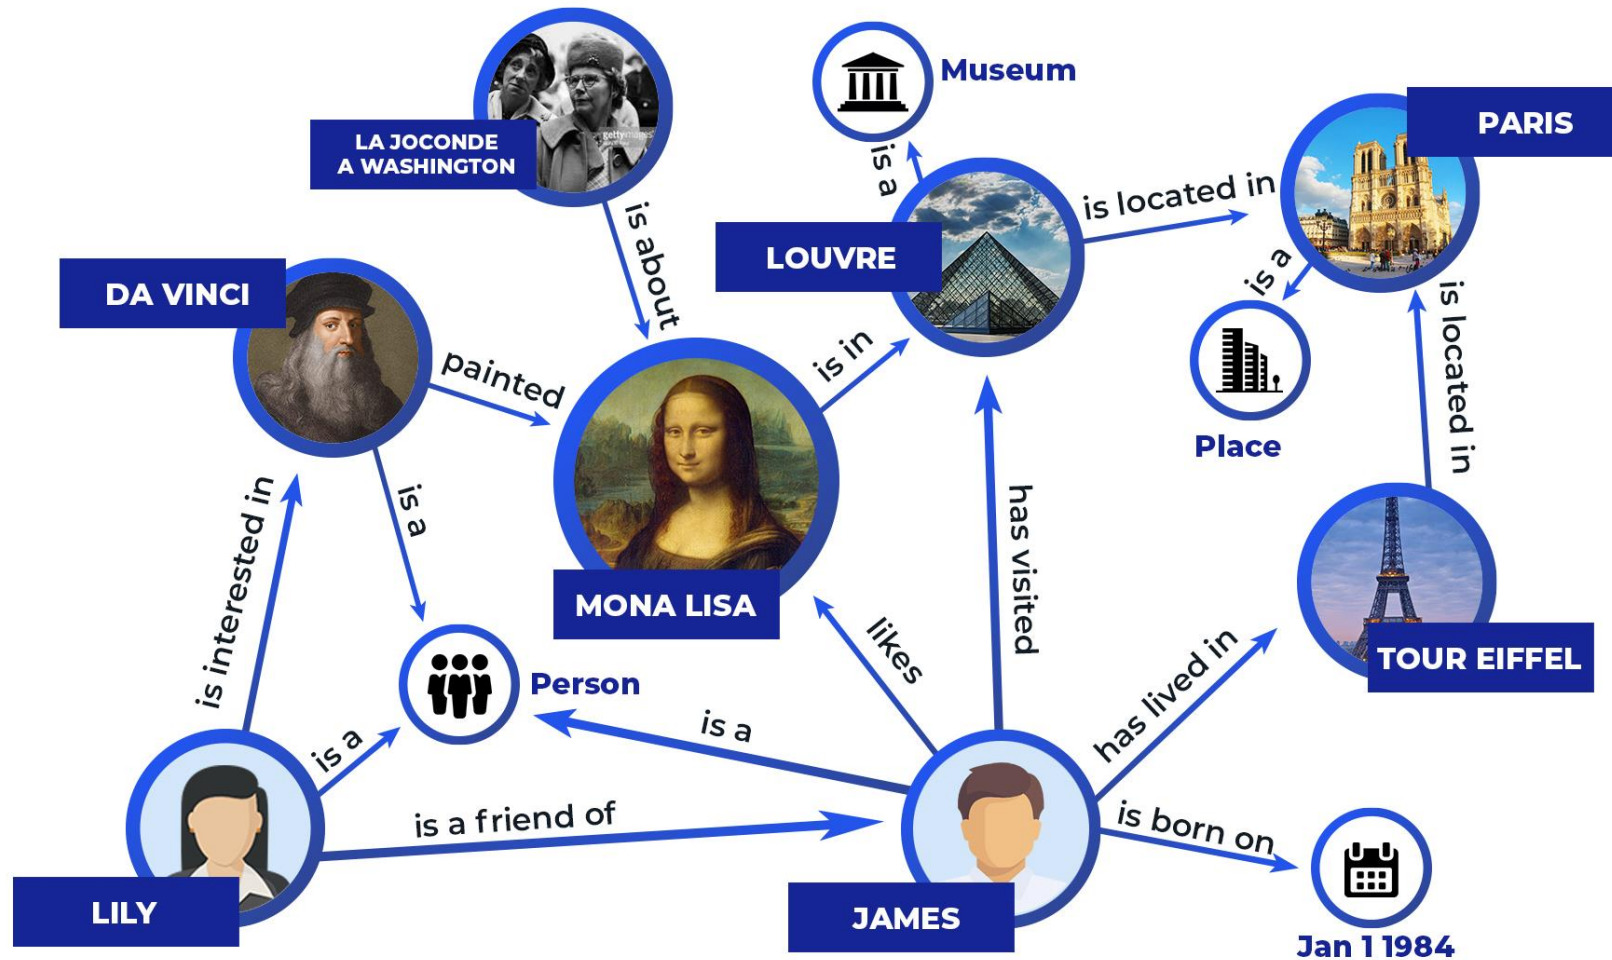 LA JOCONDE
A WASHINGTON
gettyimages
Museum
PARIS
is a
is located in
is about
LOUVRE
is a
DA VINCI
is located in
painted
is in
Place
is a
is interested in
has visited
MONA LISA
likes
has lived in
TOUR EIFFEL
Person
is a
is a
is a friend of
is born on
LILY
JAMES
Jan 1 1984